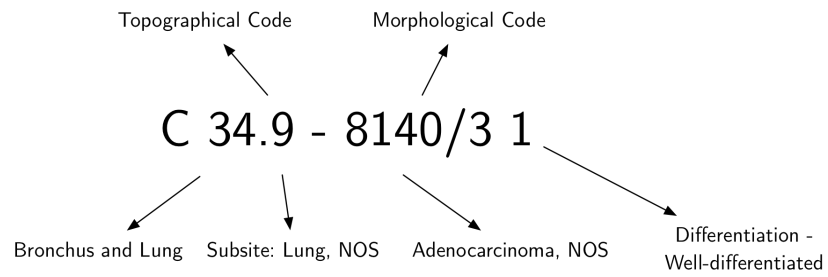 Topographical Code Morphological Code
C 34.9 - 8140/3 1
Bronchus and Lung Subsite: Lung, NOS Adenocarcinoma, NOS
Differentiation -
Well-differentiated